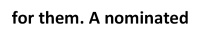 for them. A nominated